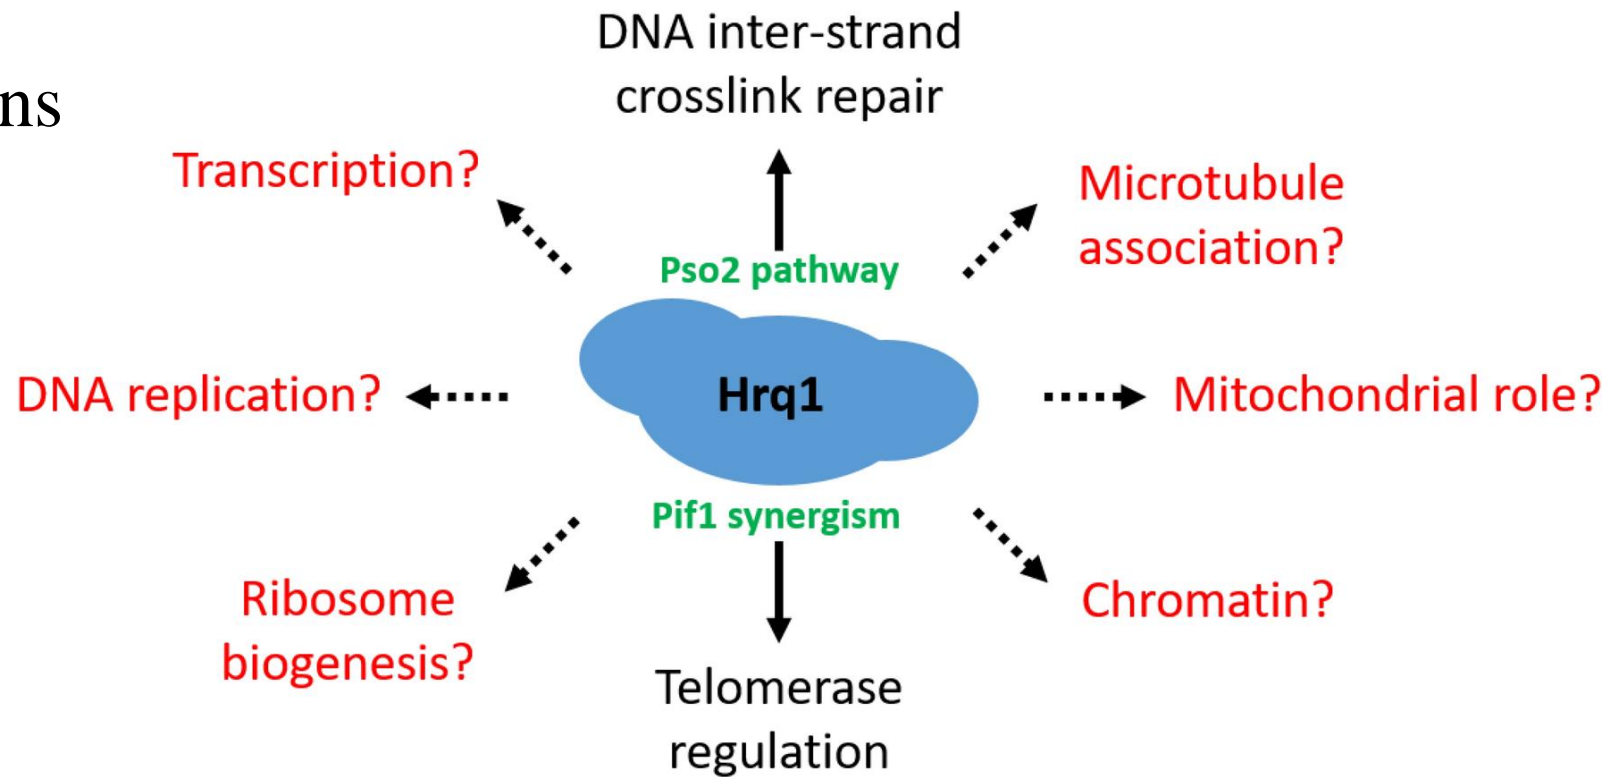 DNA inter-strand
crosslink repair
ns
Transcription?
Microtubule
association?
Pso2 pathway
DNA replication?
Hrq1
Mitochondrial role?
Pif1 synergism
Ribosome
biogenesis?
Chromatin?
Telomerase
regulation